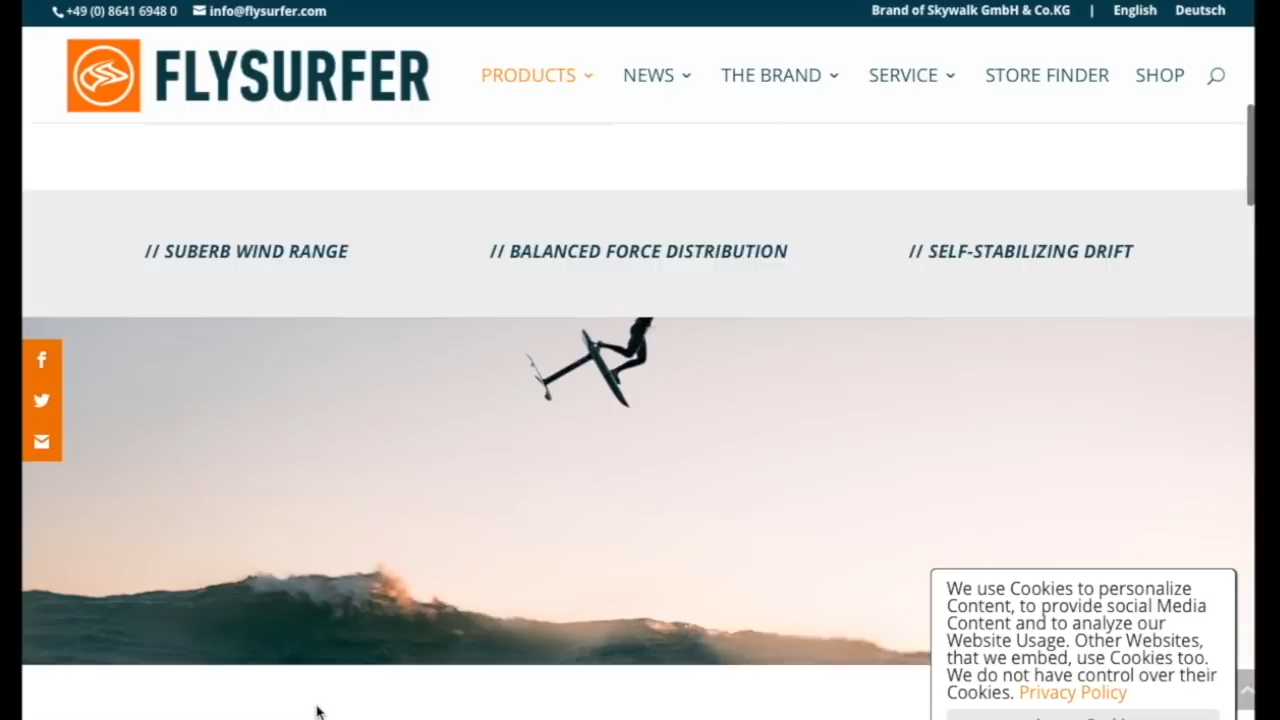 +49 (0) 8641 6948 0 info@flysurfer.com Brand of Skywalk GmbH & Co.KG | English Deutsch
FLYSURFER PRODUCTS NEWS THE BRAND SERVICE STORE FINDER SHOP
// SUBERB WIND RANGE // BALANCED FORCE DISTRIBUTION // SELF-STABILIZING DRIFT
We use Cookies to personalize
Content, to provide social Media
Content and to analyze our
Website Usage. Other Websites,
that we embed, use Cookies too.
We do not have control over their
Cookies. Privacy Policy